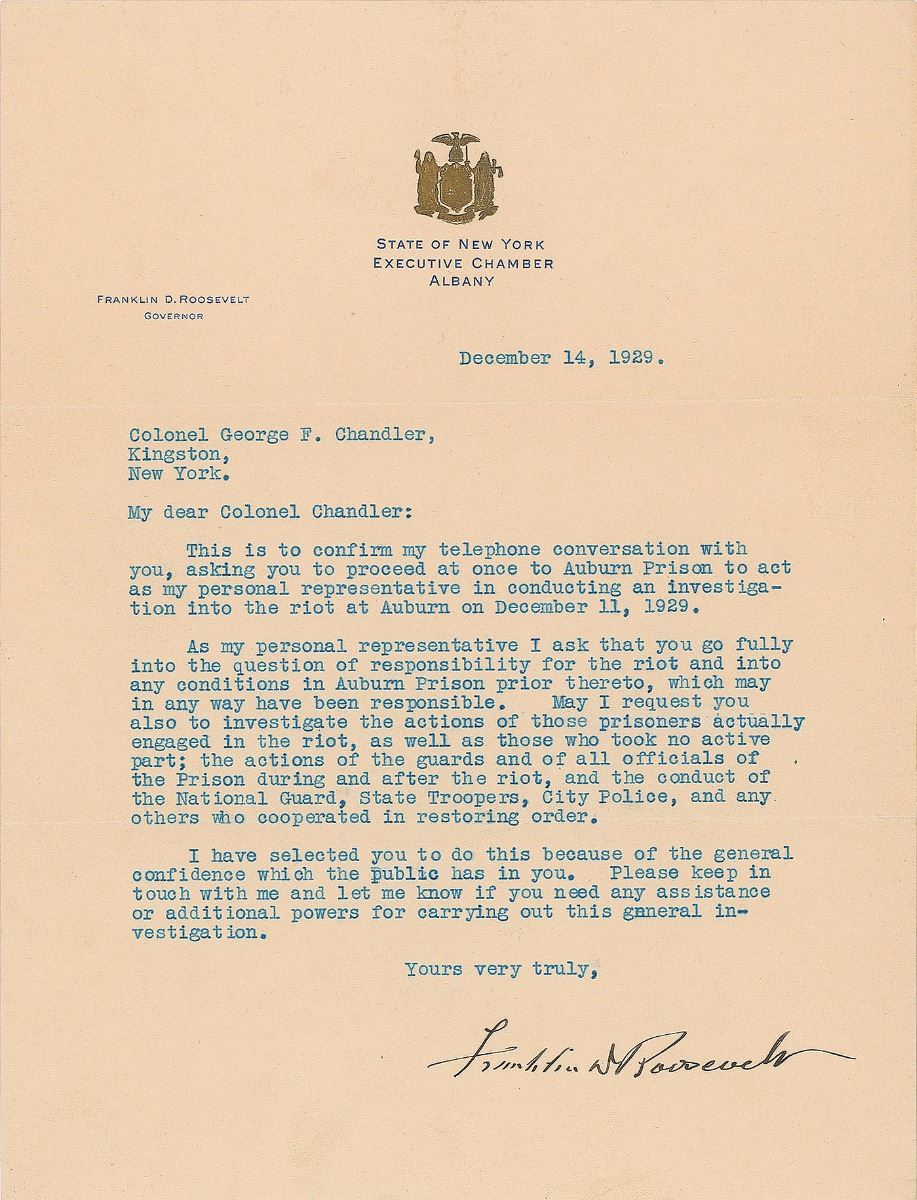 STATE OF NEW YORK
EXECUTIVE CHAMBER
ALBANY
FRANKLIN D. ROOSEVELT
GOVERNOR
December 14, 1929.
Colonel George F. Chandler,
Kingston,
New York.
My dear Colonel Chandler:
This is to confirm my telephone conversation with
you, asking you to proceed at once to Auburn Prison to act
as my personal representative in conducting an investiga-
tion into the riot at Auburn on December 11, 1929.
As my personal representative I ask that you go fully
into the question of responsibility for the riot and into
any conditions in Auburn Prison prior thereto, which may
in any way have been responsible. May I request you
also to investigate the actions of those prisoners actually
engaged in the riot, as well as those who took no active
part; the actions of the guards and of all officials of
the Prison during and after the riot, and the conduct of
the National Guard, State Troopers, City Police, and any
others who cooperated in restoring order.
I have selected you to do this because of the general
confidence which the public has in you. Please keep in
touch with me and let me know if you need any assistance
or additional powers for carrying out this general in-
vestigation.
Yours very truly,
Franklin D Roosevelt